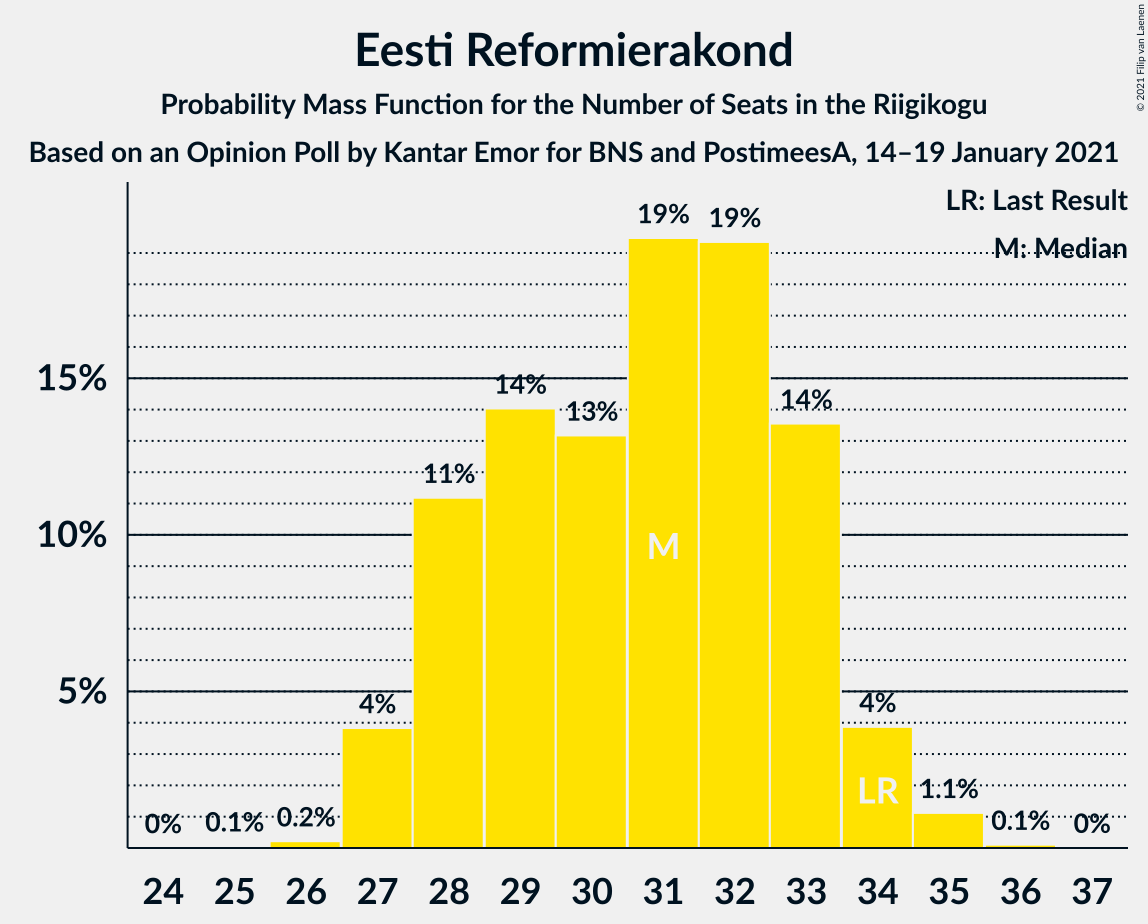 Eesti Reformierakond
Probability Mass Function for the Number of Seats in the Riigikogu
Based on an Opinion Poll by Kantar Emor for BNS and PostimeesA, 14–19 January 2021
© 2021 Filip van Laenen
LR: Last Result
M: Median
15%
10%
5%
0% 0.1% 0.2% 4% 11% 14% 13% 19% 19% 14% 4% 1.1% 0.1% 0%
M
LR
24 25 26 27 28 29 30 31 32 33 34 35 36 37